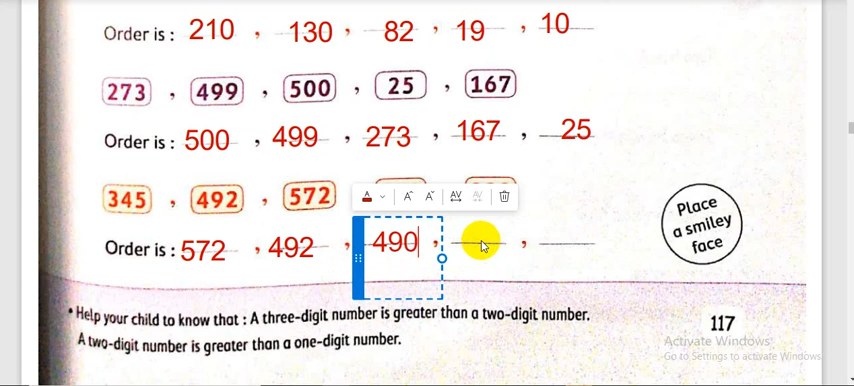 Order is : 210 , 130 , 82 , 19 , 10
273 , 499 , 500 , 25 , 167
Order is : 500 , 499 , 273 , 167 , 25
345 , 492 , 572
Order is : 572 , 492 , 490 , ,
Place
a smiley
face
• Help your child to know that : A three-digit number is greater than a two-digit number.
A two-digit number is greater than a one-digit number.
117
Activate Windows
Go to Settings to activate Windows.